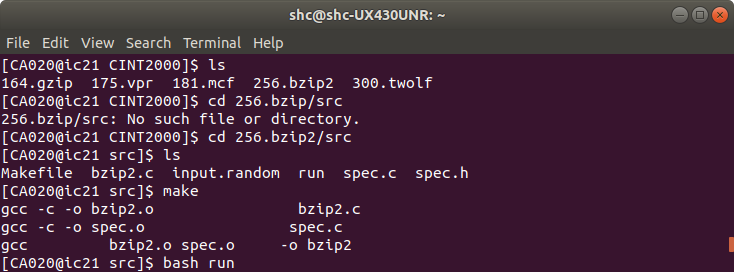 shc@shc-UX430UNR: ~
File Edit View Search Terminal Help
[CA020@ic21 CINT2000]$ ls
164.gzip  175.vpr  181.mcf  256.bzip2  300.twolf
[CA020@ic21 CINT2000]$ cd 256.bzip/src
256.bzip/src: No such file or directory.
[CA020@ic21 CINT2000]$ cd 256.bzip2/src
[CA020@ic21 src]$ ls
Makefile  bzip2.c  input.random  run  spec.c  spec.h
[CA020@ic21 src]$ make
gcc -c -o bzip2.o                 bzip2.c
gcc -c -o spec.o                 spec.c
gcc          bzip2.o spec.o     -o bzip2
[CA020@ic21 src]$ bash run